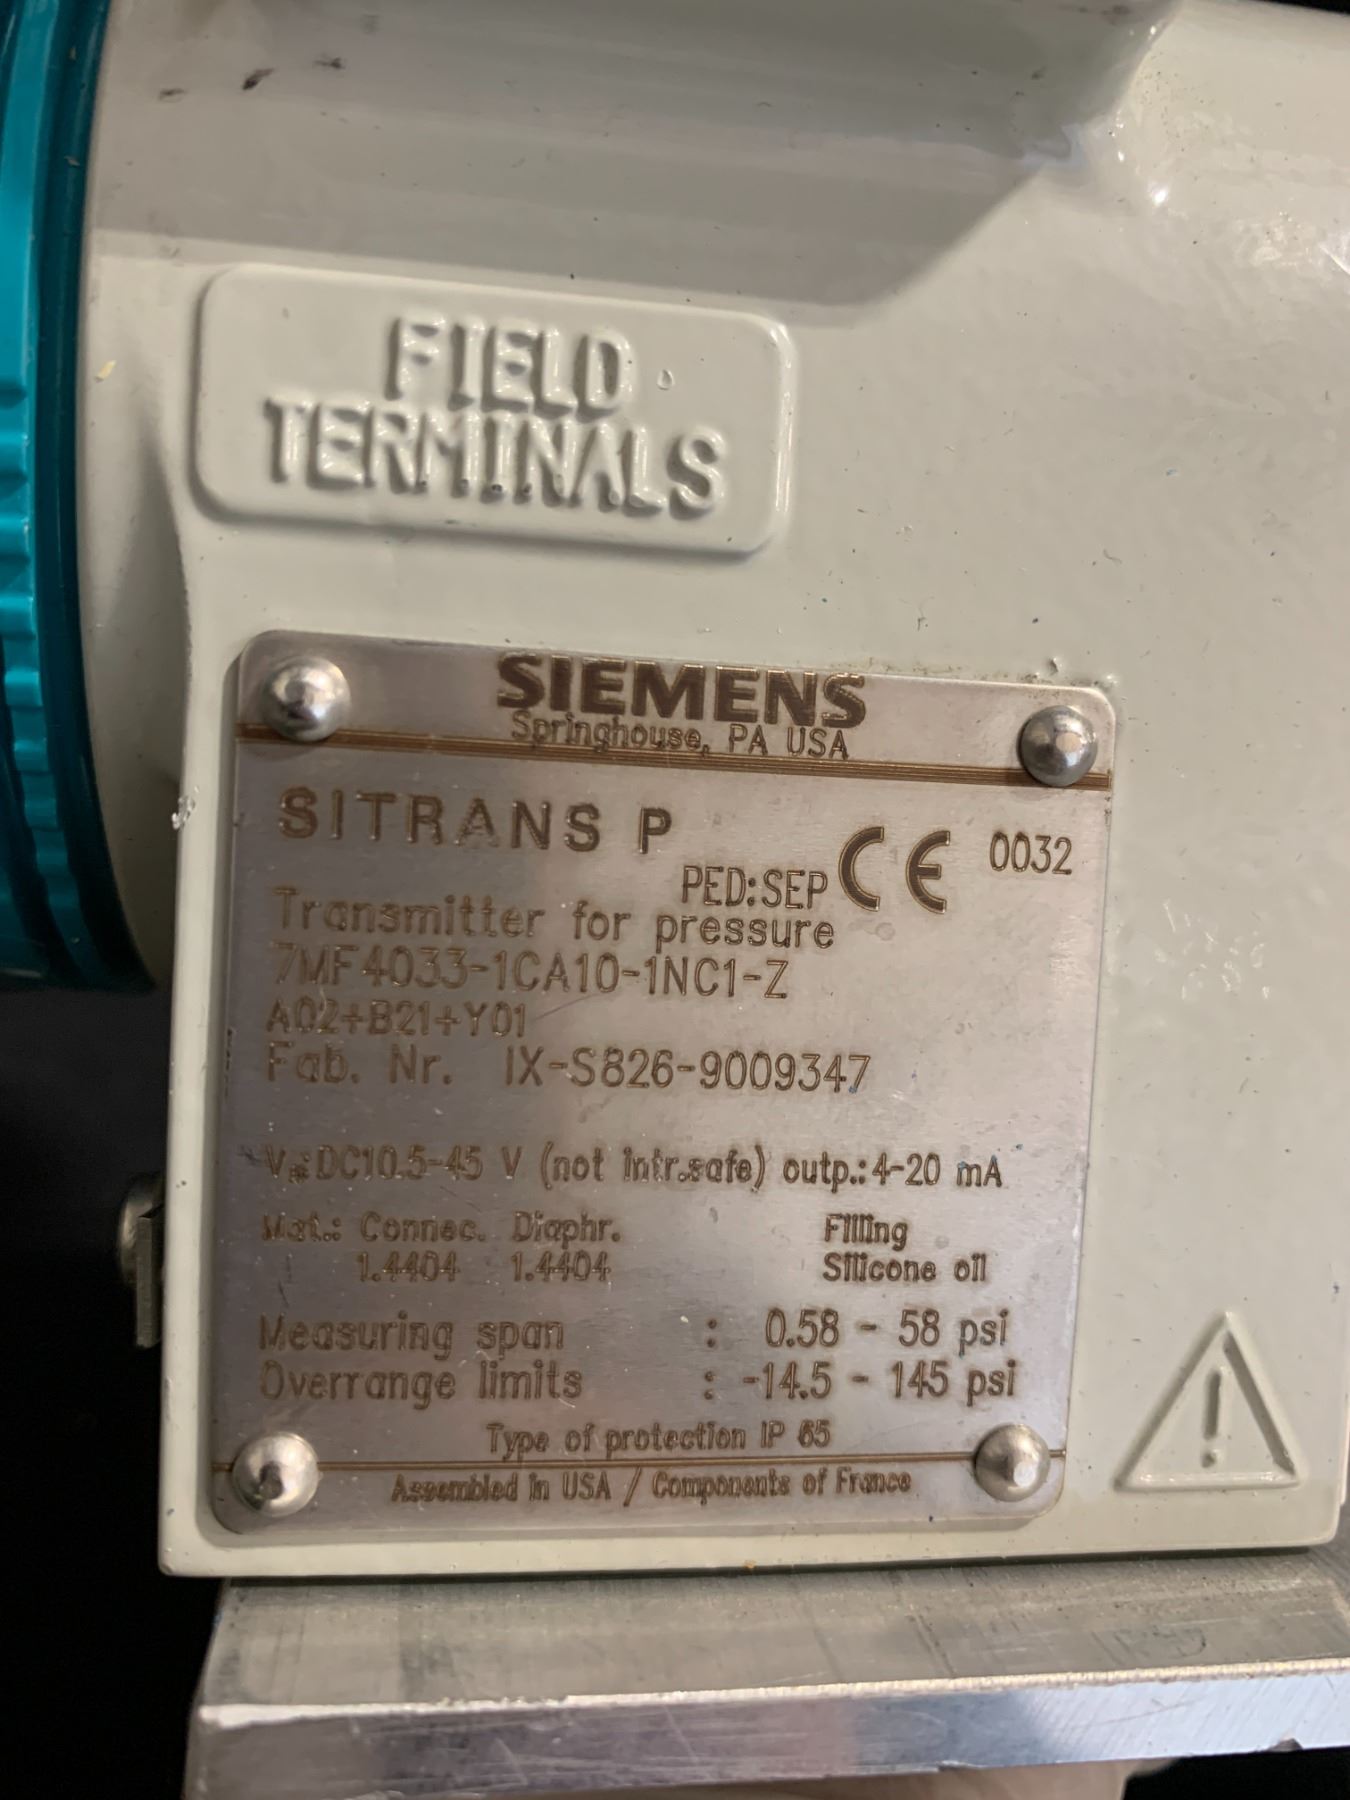 FIELD
TERMINALS
SIEMENS
Springhouse, PA USA
SITRANS P
PED:SEP CE 0032
Transmitter for pressure
7MF4033-1CA10-1NC1-Z
A02+B21+Y01
Fab. Nr. IX-S826-9009347
DC10.5-45 V (not intr.safe) outp.: 4-20 mA
Mat.: Connec. Diaphr. Filling
1.4404 1.4404 Silicone oil
Measuring span : 0.58 - 58 psi
Overrange limits : -14.5 - 145 psi
Type of protection IP 65
Assembled in USA / Components of France